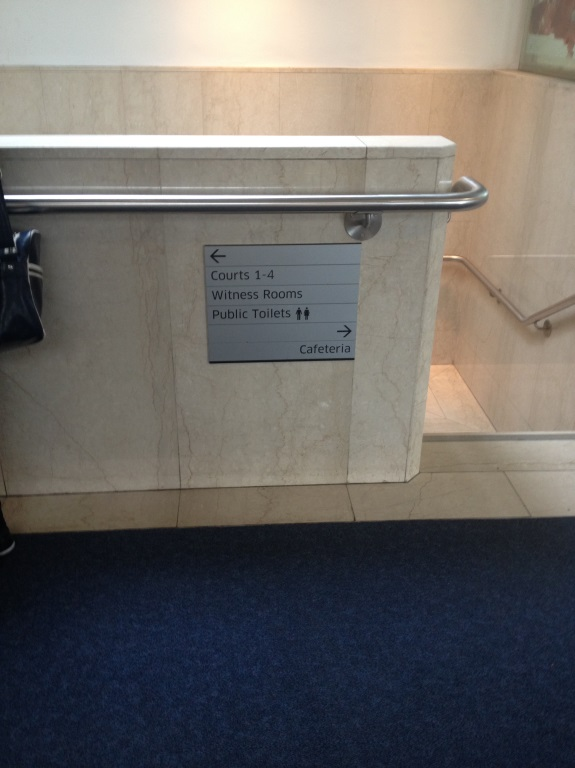 ←
Courts 1-4
Witness Rooms
Public Toilets
→
Cafeteria